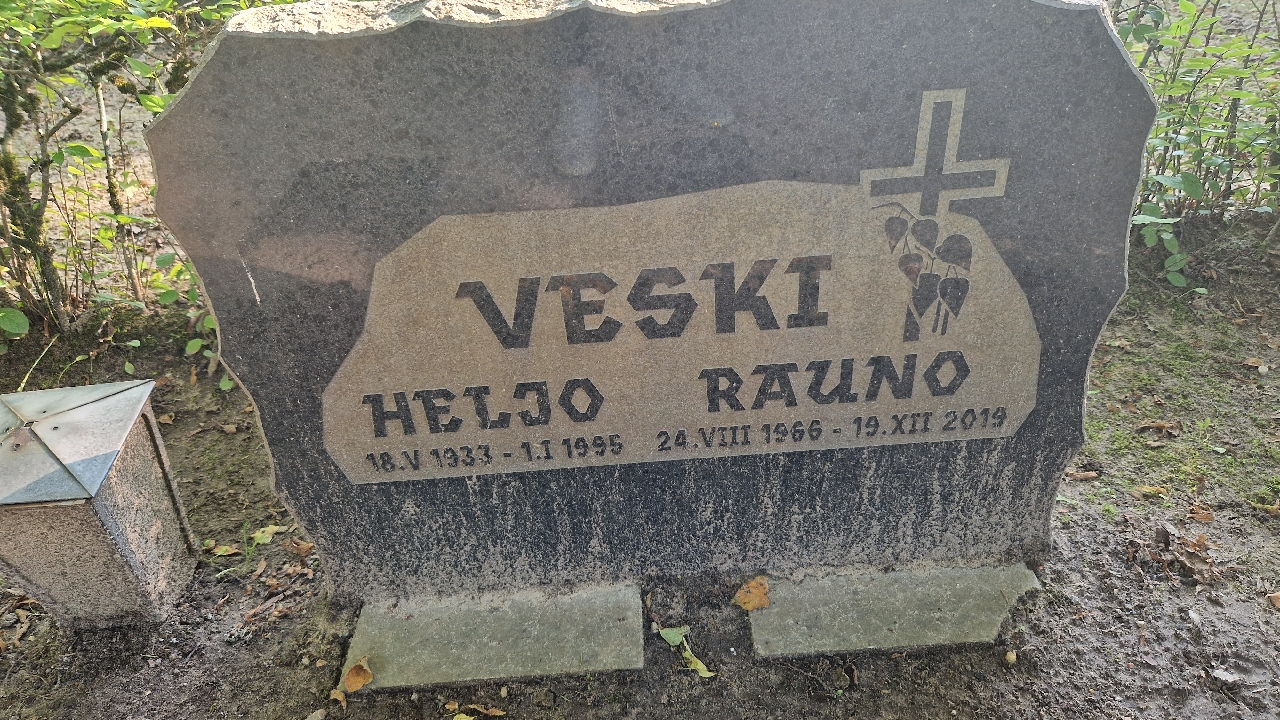 VESKI
HELJO RAUNO
18.V 1933 - 1.I 1995 24.VIII 1966 - 19.XII 2019